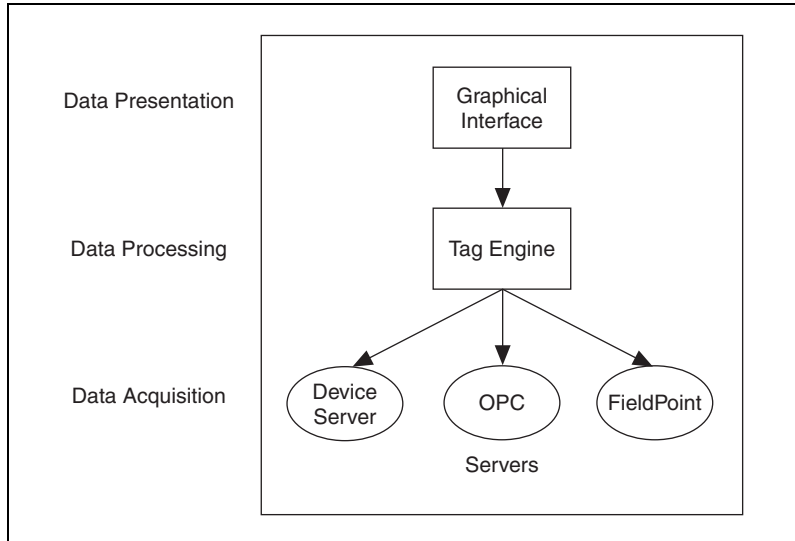 Data Presentation
Graphical
Interface
Data Processing
Tag Engine
Data Acquisition
Device
Server
OPC
FieldPoint
Servers